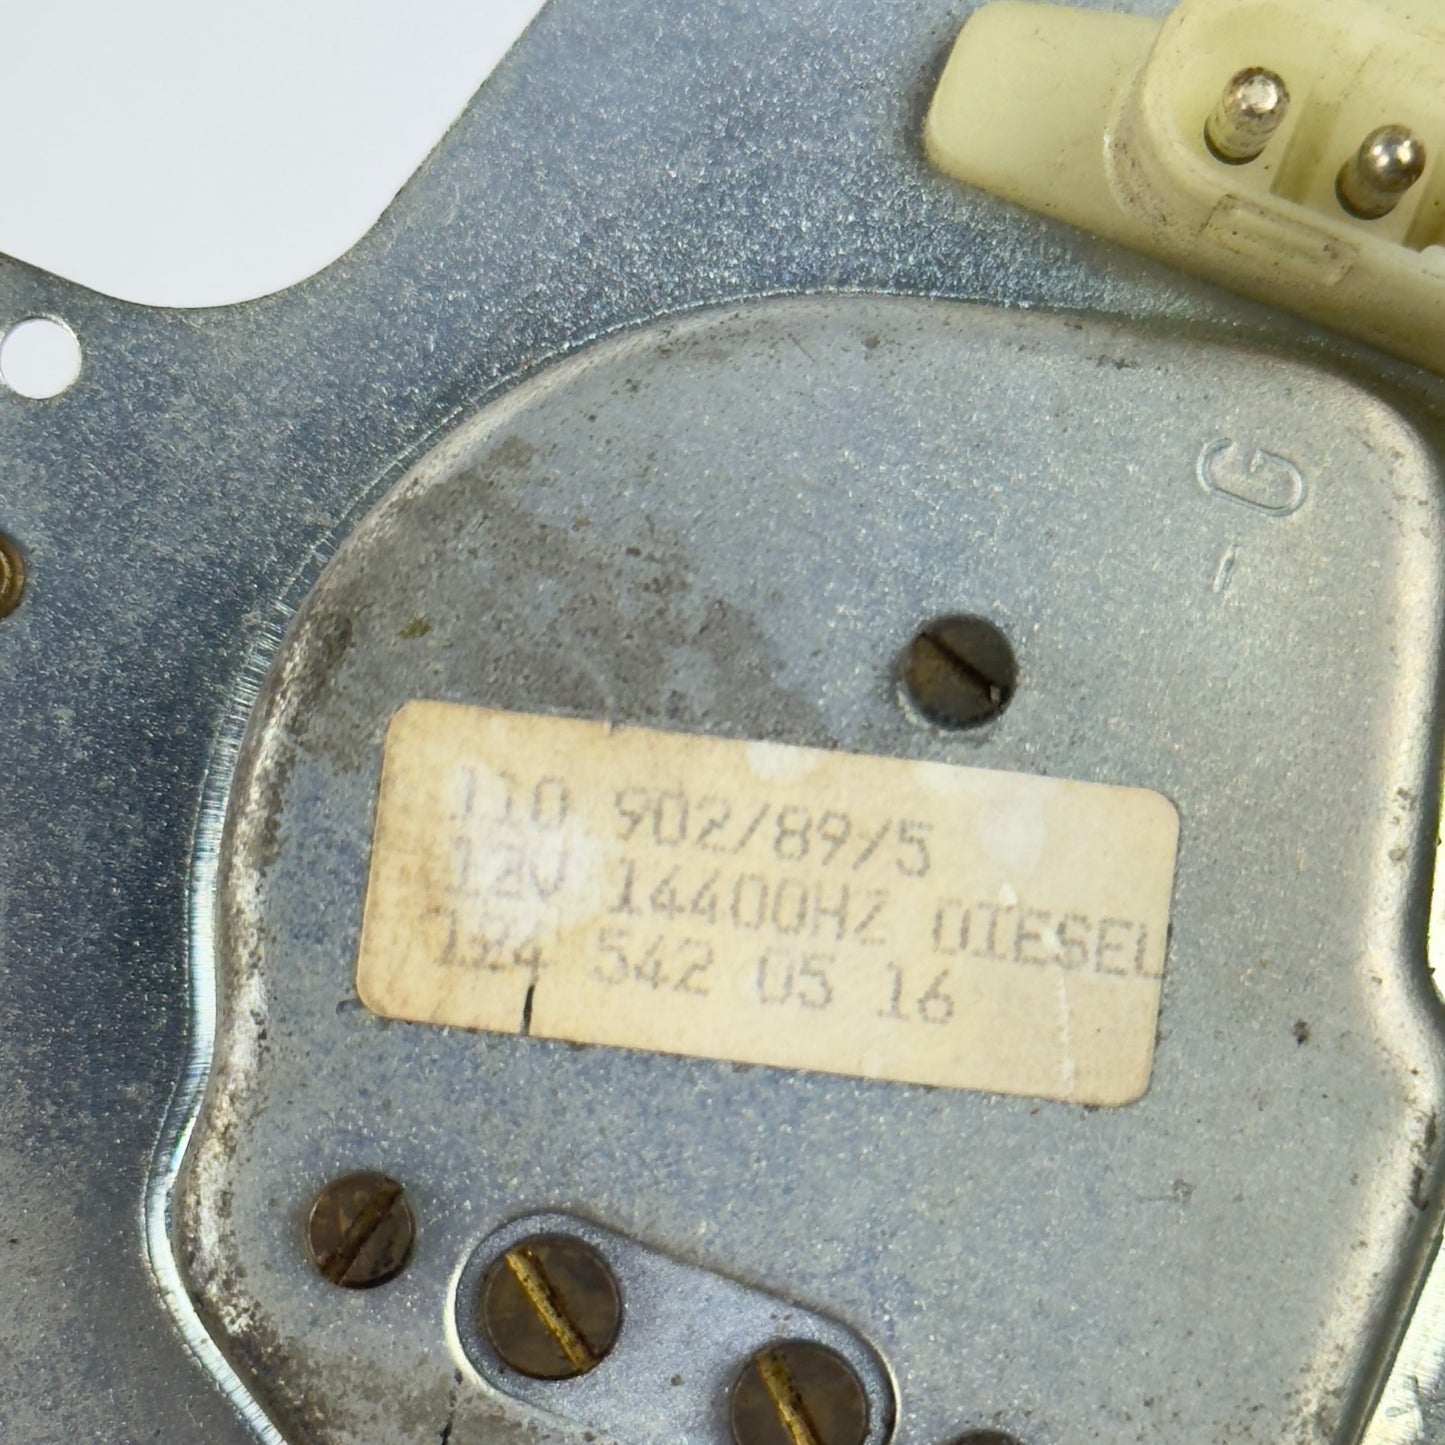 G
110 902/89/5
12V 14400HZ DIESEL
124 542 05 16